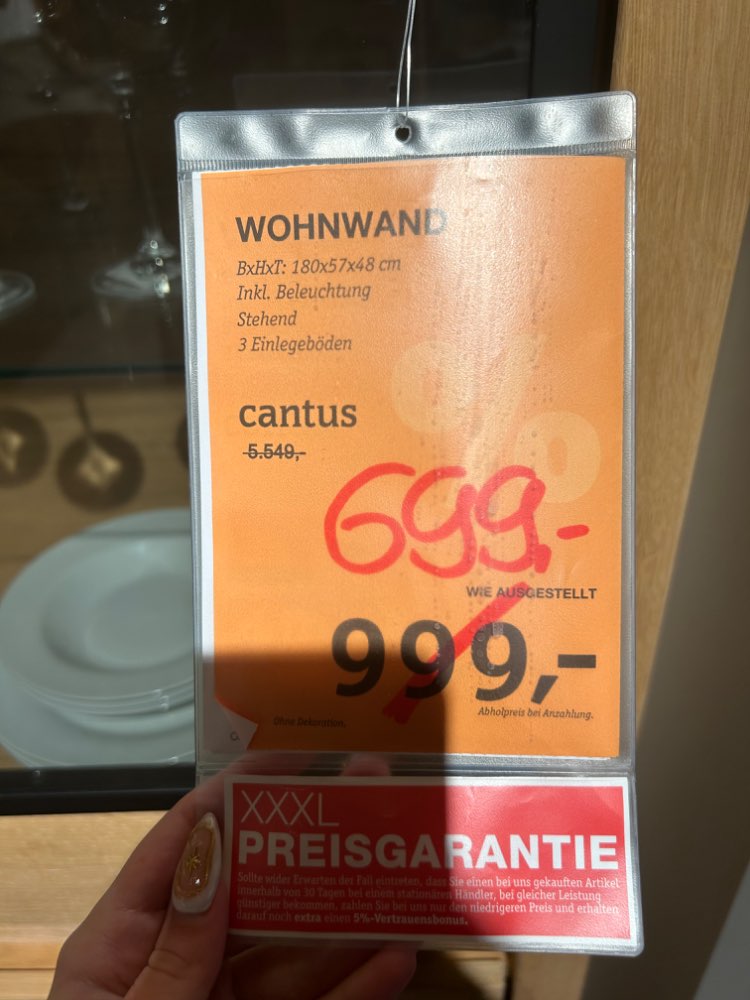 WOHNWAND
BxHxT: 180x57x48 cm
Inkl. Beleuchtung
Stehend
3 Einlegeböden
%
cantus
5.549,-
699.-
WIE AUSGESTELLT
999,-
Abholpreis bei Anzahlung.
Ohne Dekoration.
XXXL
PREISGARANTIE
Sollte wider Erwarten der Fall eintreten, dass Sie einen bei uns gekauften Artikel
innerhalb von 30 Tagen bei einem stationären Händler, bei gleicher Leistung
günstiger bekommen, zahlen Sie bei uns nur den niedrigeren Preis und erhalten
darauf noch extra einen 5%-Vertrauensbonus.